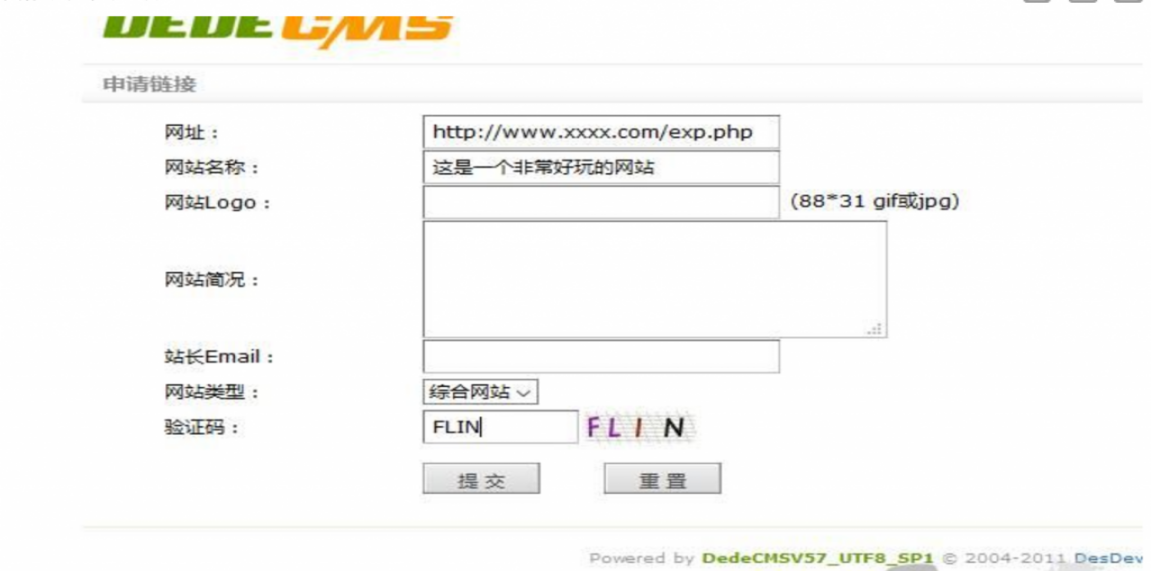 DEDECMS
申请链接
网址：
http://www.xxxx.com/exp.php
网站名称：
这是一个非常好玩的网站
网站Logo：
(88*31 gif或jpg)
网站简况：
站长Email：
网站类型：
综合网站
验证码：
FLIN
FLIN
提交
重置
Powered by DedeCMSV57_UTF8_SP1 © 2004-2011 DesDev